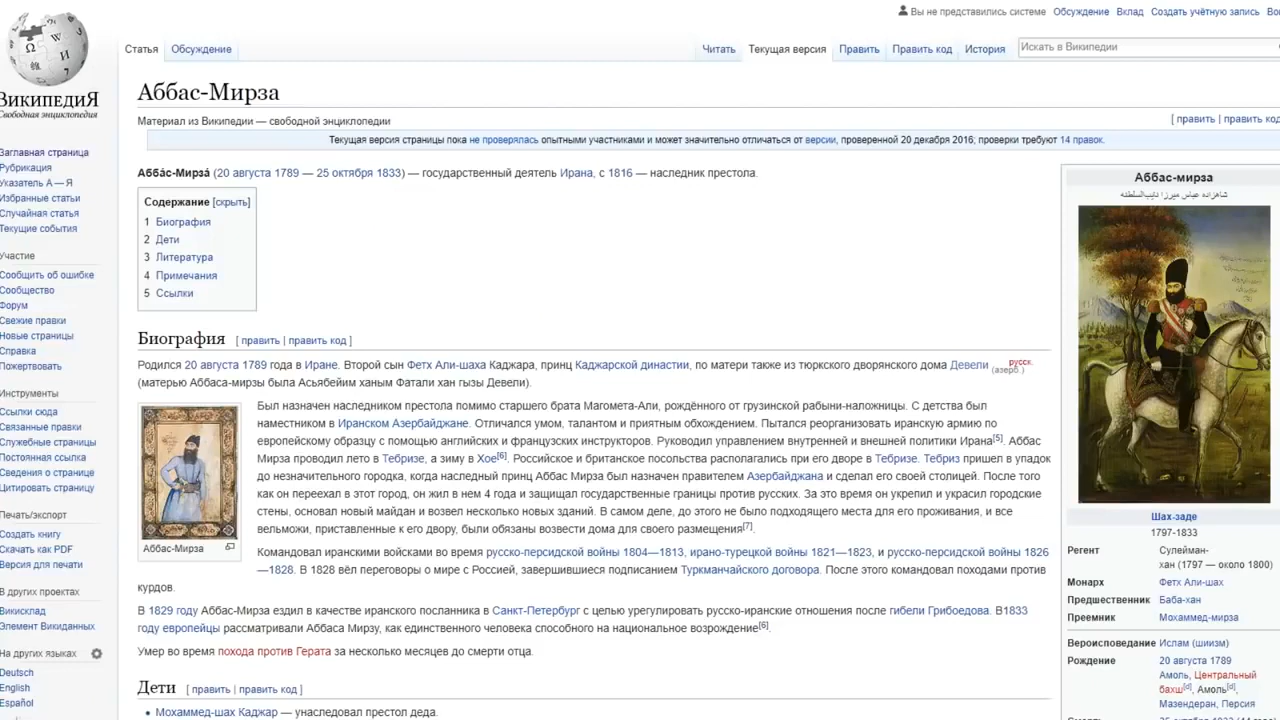 Вы не представились системе Обсуждение Вклад Создать учётную запись
Статья Обсуждение Читать Текущая версия Править Править код История Искать в Википедии
ВИКИПЕДИЯ
Свободная энциклопедия
Заглавная страница
Рубрикация
Указатель А — Я
Избранные статьи
Случайная статья
Текущие события
Участие
Сообщить об ошибке
Сообщество
Форум
Свежие правки
Новые страницы
Справка
Пожертвовать
Инструменты
Ссылки сюда
Связанные правки
Служебные страницы
Постоянная ссылка
Сведения о странице
Цитировать страницу
Печать/экспорт
Создать книгу
Скачать как PDF
Версия для печати
В других проектах
Викисклад
Элемент Викиданных
На других языках
Deutsch
English
Español
Аббас-Мирза
Материал из Википедии — свободной энциклопедии
[ править | править код
Текущая версия страницы пока не проверялась опытными участниками и может значительно отличаться от версии, проверенной 20 декабря 2016; проверки требуют 14 правок.
Абба́с-Мирза́ (20 августа 1789 — 25 октября 1833) — государственный деятель Ирана, с 1816 — наследник престола.
Содержание [скрыть]
1 Биография
2 Дети
3 Литература
4 Примечания
5 Ссылки
Биография [ править | править код ]
Родился 20 августа 1789 года в Иране. Второй сын Фетх Али-шаха Каджара, принц Каджарской династии, по матери также из тюркского дворянского дома Девели русск. (азерб.)
(матерью Аббаса-мирзы была Асьябейим ханым Фатали хан гызы Девели).
Был назначен наследником престола помимо старшего брата Магомета-Али, рождённого от грузинской рабыни-наложницы. С детства был
наместником в Иранском Азербайджане. Отличался умом, талантом и приятным обхождением. Пытался реорганизовать иранскую армию по
европейскому образцу с помощью английских и французских инструкторов. Руководил управлением внутренней и внешней политики Ирана[5]. Аббас
Мирза проводил лето в Тебризе, а зиму в Хое[6]. Российское и британское посольства располагались при его дворе в Тебризе. Тебриз пришел в упадок
до незначительного городка, когда наследный принц Аббас Мирза был назначен правителем Азербайджана и сделал его своей столицей. После того
как он переехал в этот город, он жил в нем 4 года и защищал государственные границы против русских. За это время он укрепил и украсил городские
стены, основал новый майдан и возвел несколько новых зданий. В самом деле, до этого не было подходящего места для его проживания, и все
вельможи, приставленные к его двору, были обязаны возвести дома для своего размещения[7].
Аббас-Мирза
Командовал иранскими войсками во время русско-персидской войны 1804—1813, ирано-турецкой войны 1821—1823, и русско-персидской войны 1826
—1828. В 1828 вёл переговоры о мире с Россией, завершившиеся подписанием Туркманчайского договора. После этого командовал походами против
курдов.
В 1829 году Аббас-Мирза ездил в качестве иранского посланника в Санкт-Петербург с целью урегулировать русско-иранские отношения после гибели Грибоедова. В1833
году европейцы рассматривали Аббаса Мирзу, как единственного человека способного на национальное возрождение[6].
Умер во время похода против Герата за несколько месяцев до смерти отца.
Дети [ править | править код ]
• Мохаммед-шах Каджар — унаследовал престол деда.
Аббас-мирза
شاهزاده عباس میرزا نایب‌السلطنه
Шах-заде
1797-1833
Регент Сулейман-
хан (1797 — около 1800)
Монарх Фетх Али-шах
Предшественник Баба-хан
Преемник Мохаммед-мирза
Вероисповедание Ислам (шиизм)
Рождение 20 августа 1789
Амоль, Центральный
бахш[d], Амоль[d],
Мазендеран, Персия